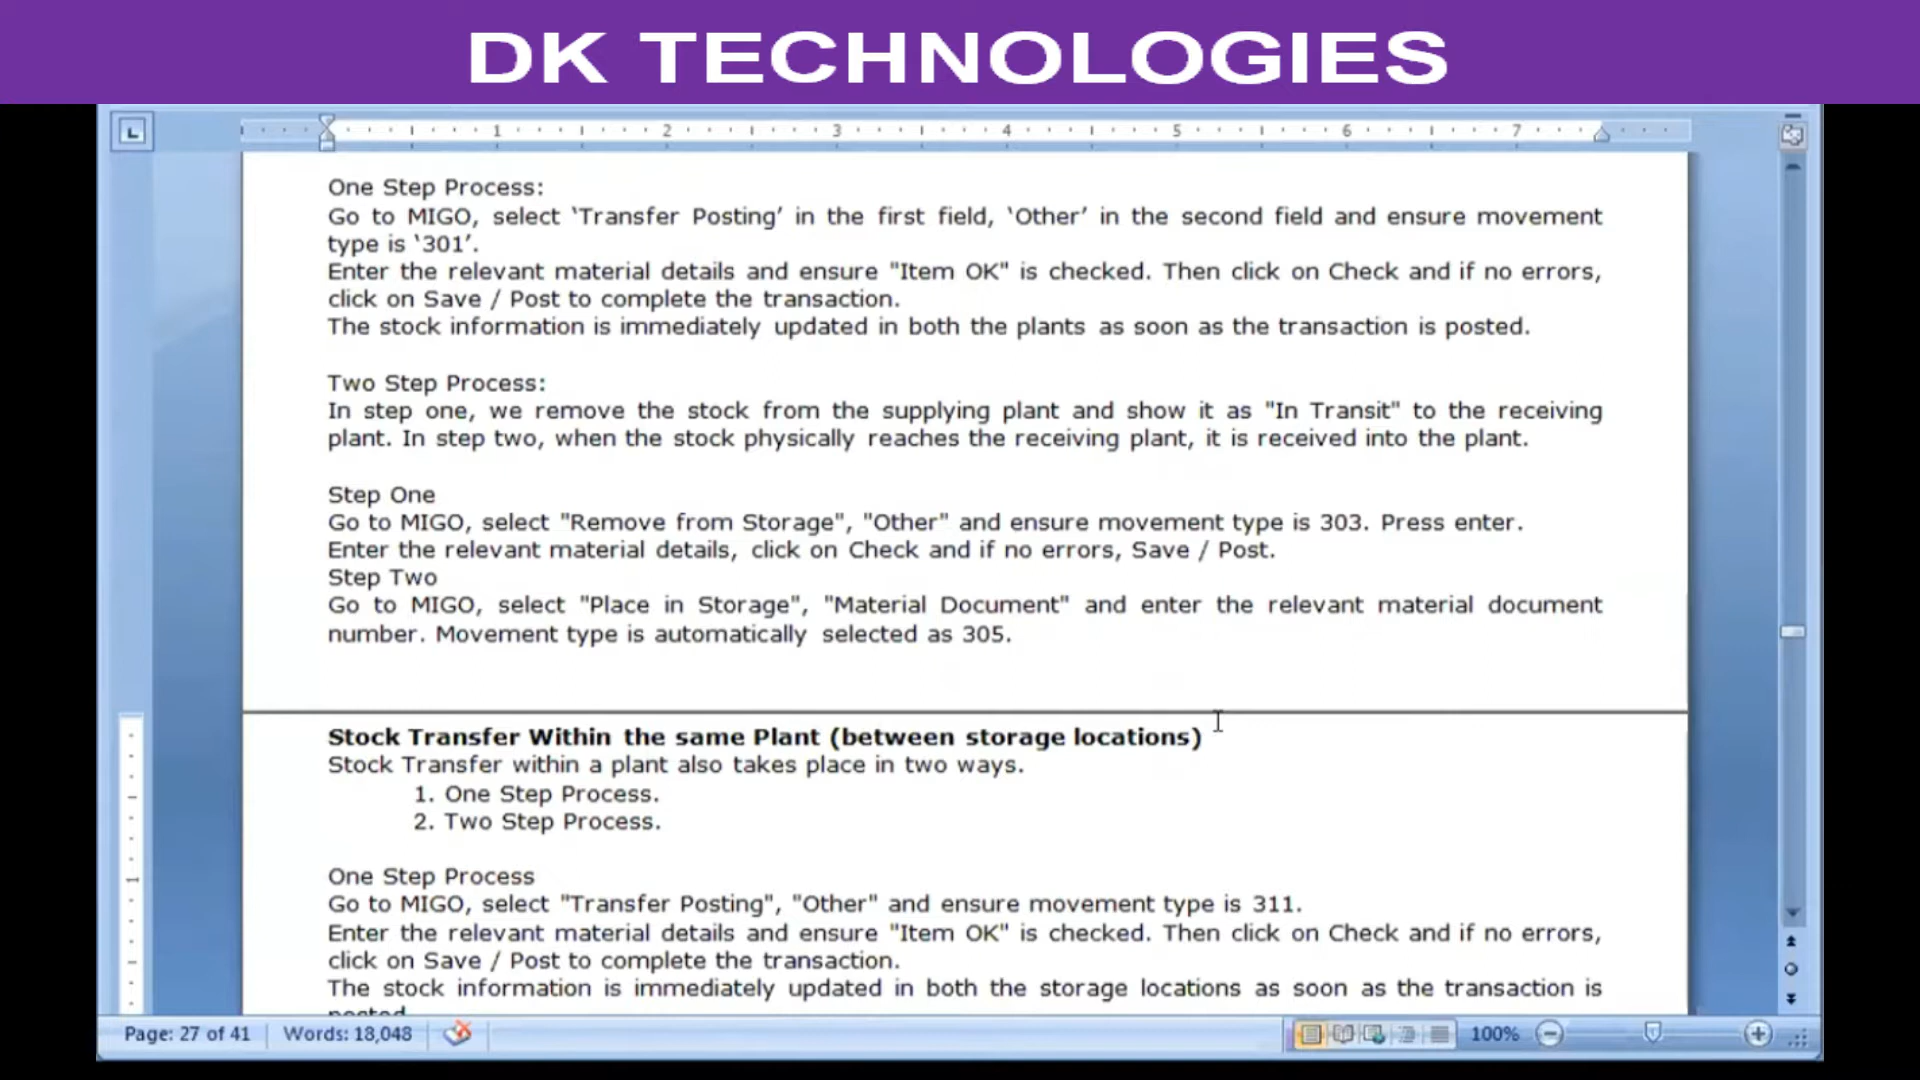 DK TECHNOLOGIES
1 2 3 4 5 6 7
One Step Process:
Go to MIGO, select ‘Transfer Posting’ in the first field, ‘Other’ in the second field and ensure movement
type is ‘301’.
Enter the relevant material details and ensure "Item OK" is checked. Then click on Check and if no errors,
click on Save / Post to complete the transaction.
The stock information is immediately updated in both the plants as soon as the transaction is posted.
Two Step Process:
In step one, we remove the stock from the supplying plant and show it as "In Transit" to the receiving
plant. In step two, when the stock physically reaches the receiving plant, it is received into the plant.
Step One
Go to MIGO, select "Remove from Storage", "Other" and ensure movement type is 303. Press enter.
Enter the relevant material details, click on Check and if no errors, Save / Post.
Step Two
Go to MIGO, select "Place in Storage", "Material Document" and enter the relevant material document
number. Movement type is automatically selected as 305.
Stock Transfer Within the same Plant (between storage locations)
Stock Transfer within a plant also takes place in two ways.
1. One Step Process.
2. Two Step Process.
One Step Process
Go to MIGO, select "Transfer Posting", "Other" and ensure movement type is 311.
Enter the relevant material details and ensure "Item OK" is checked. Then click on Check and if no errors,
click on Save / Post to complete the transaction.
The stock information is immediately updated in both the storage locations as soon as the transaction is
posted.
Page: 27 of 41 Words: 18,048 100%